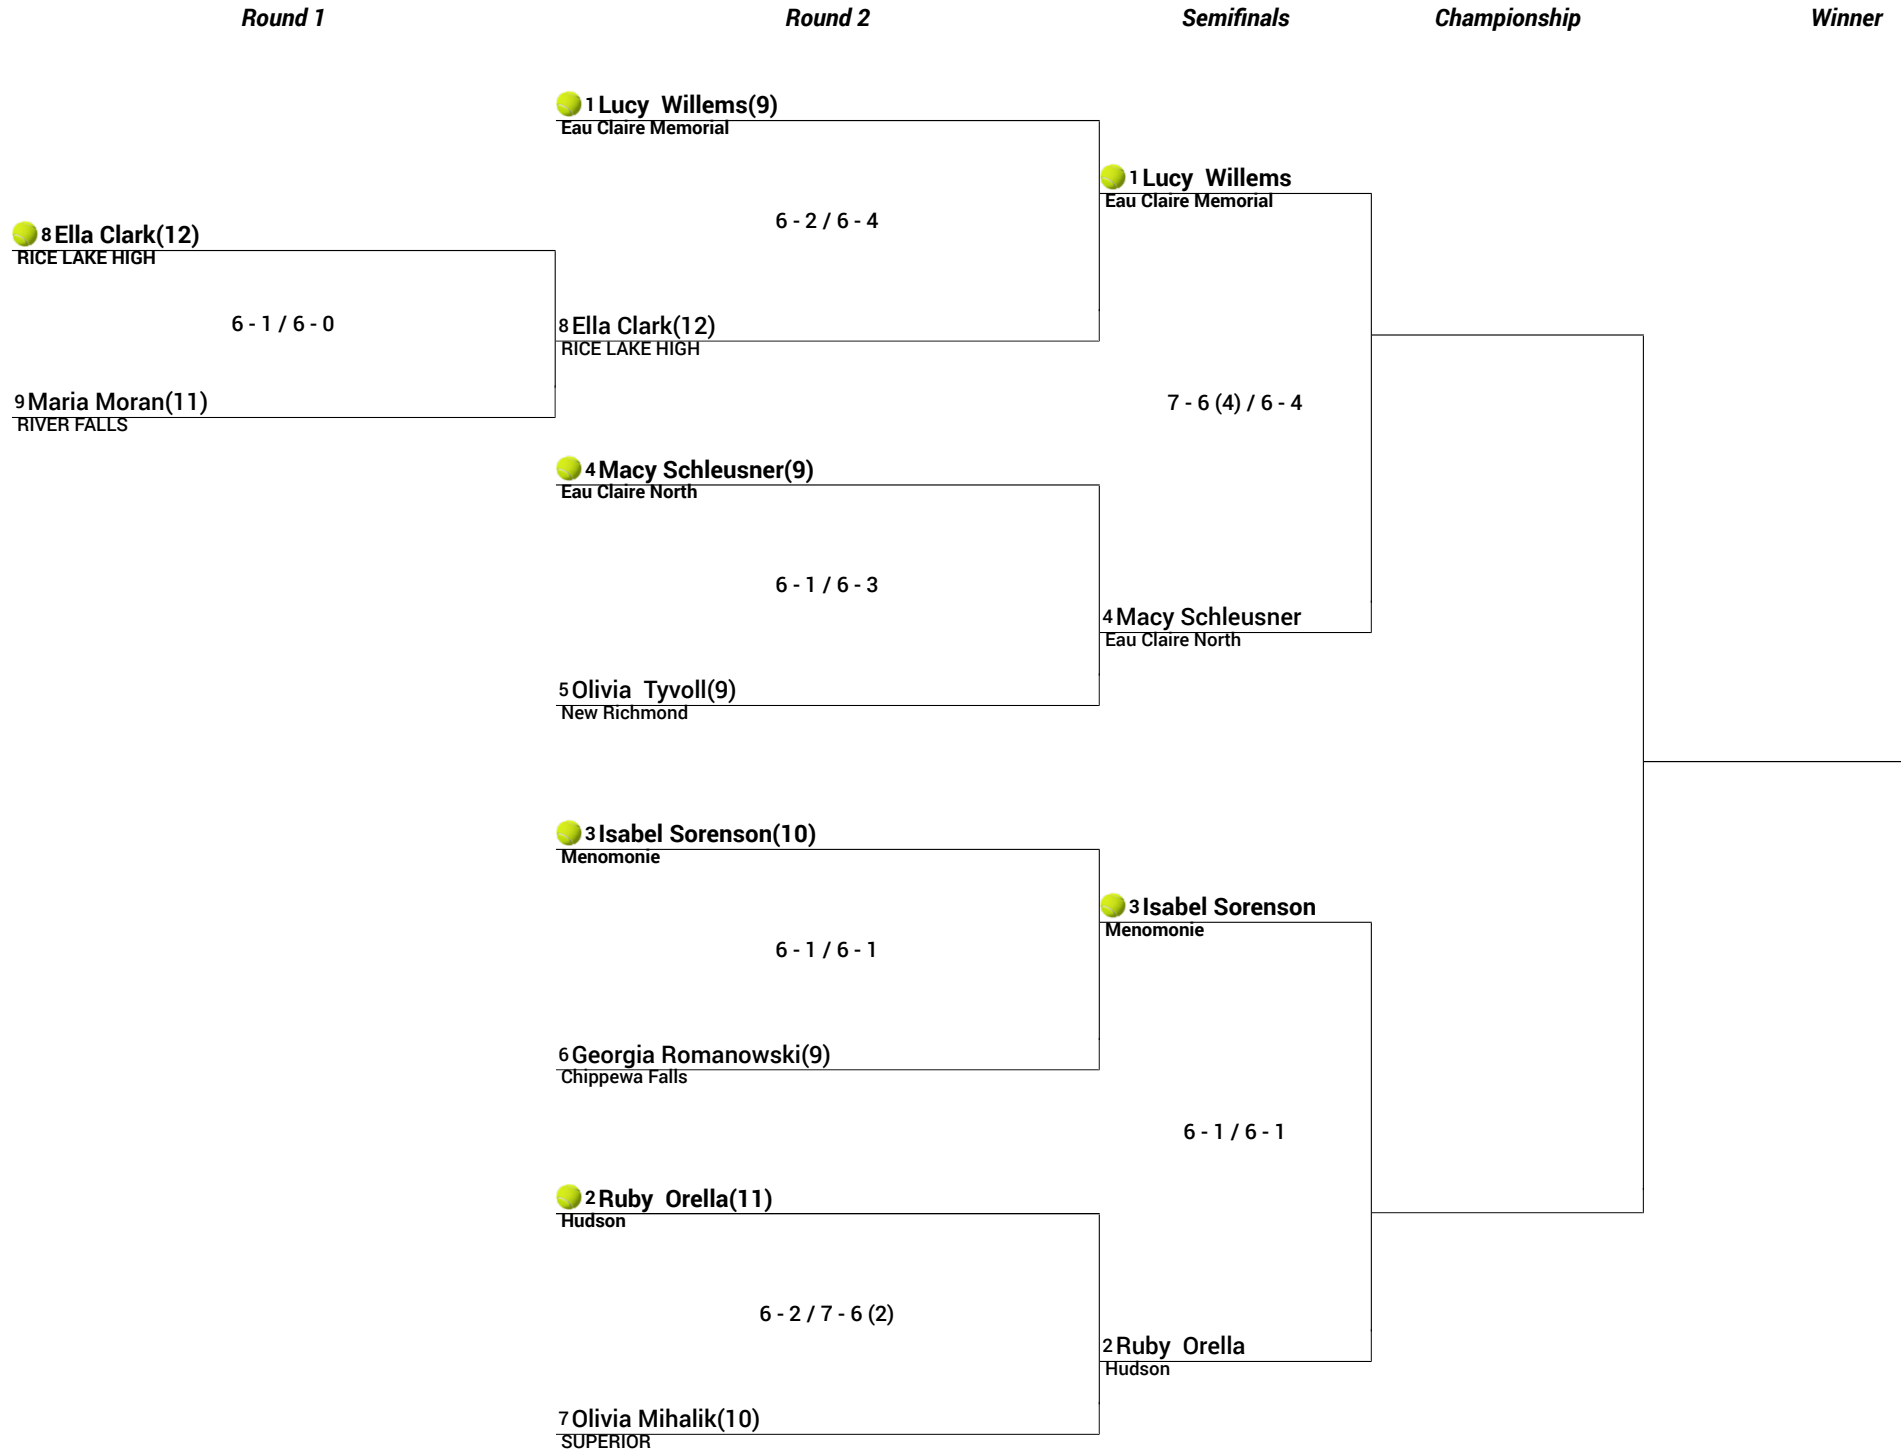 Round 1 Round 2 Semifinals Championship Winner
1 Lucy Willems(9)
Eau Claire Memorial
1 Lucy Willems
Eau Claire Memorial
6 - 2 / 6 - 4
8 Ella Clark(12)
RICE LAKE HIGH
6 - 1 / 6 - 0
8 Ella Clark(12)
RICE LAKE HIGH
9 Maria Moran(11)
RIVER FALLS
7 - 6 (4) / 6 - 4
4 Macy Schleusner(9)
Eau Claire North
6 - 1 / 6 - 3
4 Macy Schleusner
Eau Claire North
5 Olivia Tyvoll(9)
New Richmond
3 Isabel Sorenson(10)
Menomonie
3 Isabel Sorenson
Menomonie
6 - 1 / 6 - 1
6 Georgia Romanowski(9)
Chippewa Falls
6 - 1 / 6 - 1
2 Ruby Orella(11)
Hudson
6 - 2 / 7 - 6 (2)
2 Ruby Orella
Hudson
7 Olivia Mihalik(10)
SUPERIOR